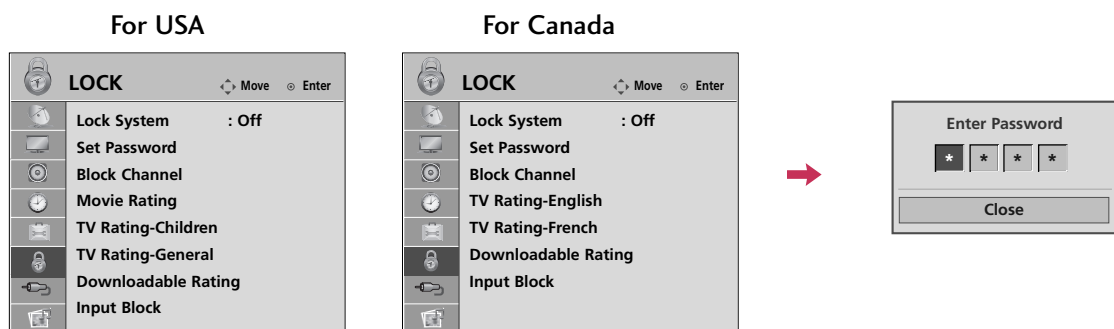 For USA
LOCK Move Enter
Lock System : Off
Set Password
Block Channel
Movie Rating
TV Rating-Children
TV Rating-General
Downloadable Rating
Input Block
For Canada
LOCK Move Enter
Lock System : Off
Set Password
Block Channel
TV Rating-English
TV Rating-French
Downloadable Rating
Input Block
Enter Password
* * * *
Close